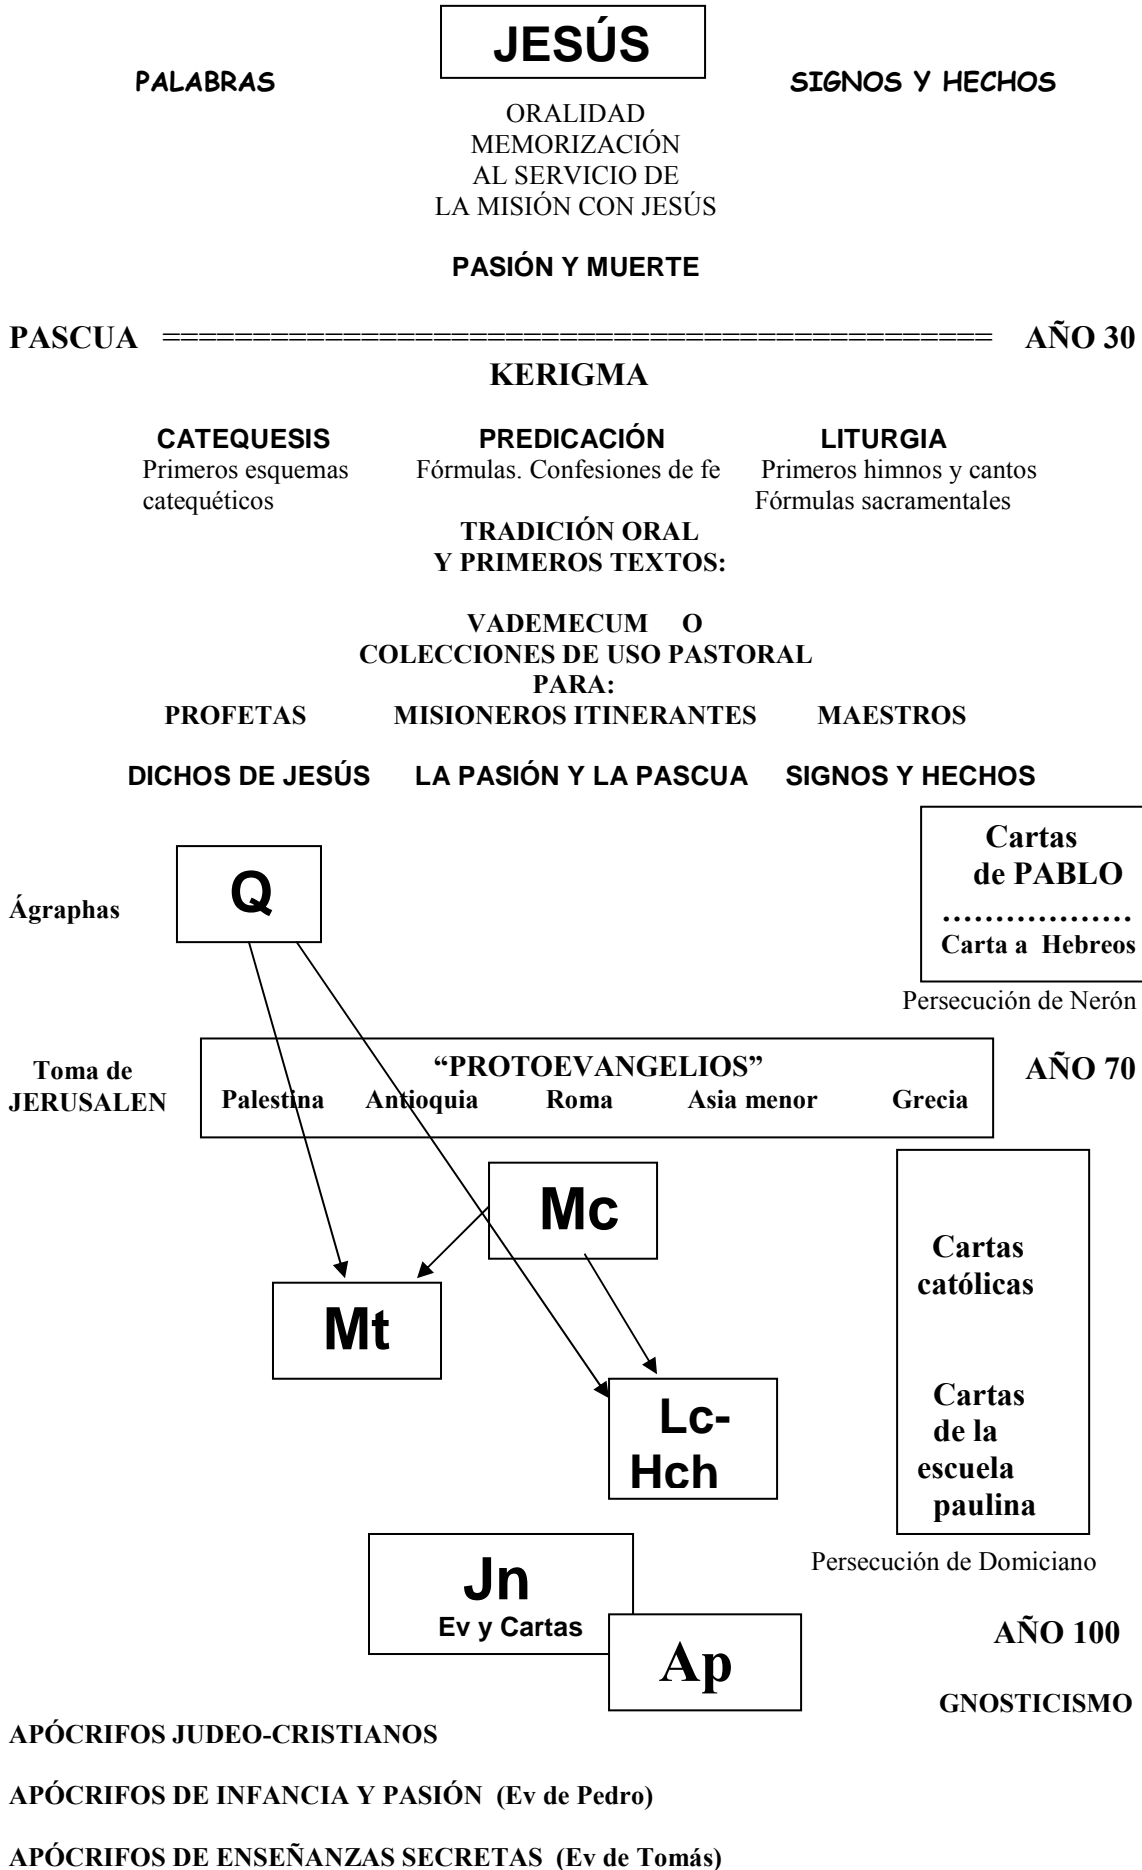 JESÚS
PALABRAS SIGNOS Y HECHOS
ORALIDAD
MEMORIZACIÓN
AL SERVICIO DE
LA MISIÓN CON JESÚS
PASIÓN Y MUERTE
PASCUA ============================================== AÑO 30
KERIGMA
CATEQUESIS PREDICACIÓN LITURGIA
Primeros esquemas Fórmulas. Confesiones de fe Primeros himnos y cantos
catequéticos Fórmulas sacramentales
TRADICIÓN ORAL
Y PRIMEROS TEXTOS:
VADEMECUM O
COLECCIONES DE USO PASTORAL
PARA:
PROFETAS MISIONEROS ITINERANTES MAESTROS
DICHOS DE JESÚS LA PASIÓN Y LA PASCUA SIGNOS Y HECHOS
Cartas
de PABLO
………………
Carta a Hebreos
Q
Ágraphas
Persecución de Nerón
Toma de
JERUSALEN
“PROTOEVANGELIOS”
Palestina Antioquia Roma Asia menor Grecia
AÑO 70
Mc
Mt
Lc-
Hch
Cartas
católicas
Cartas
de la
escuela
paulina
Persecución de Domiciano
Jn
Ev y Cartas
Ap
AÑO 100
GNOSTICISMO
APÓCRIFOS JUDEO-CRISTIANOS
APÓCRIFOS DE INFANCIA Y PASIÓN (Ev de Pedro)
APÓCRIFOS DE ENSEÑANZAS SECRETAS (Ev de Tomás)